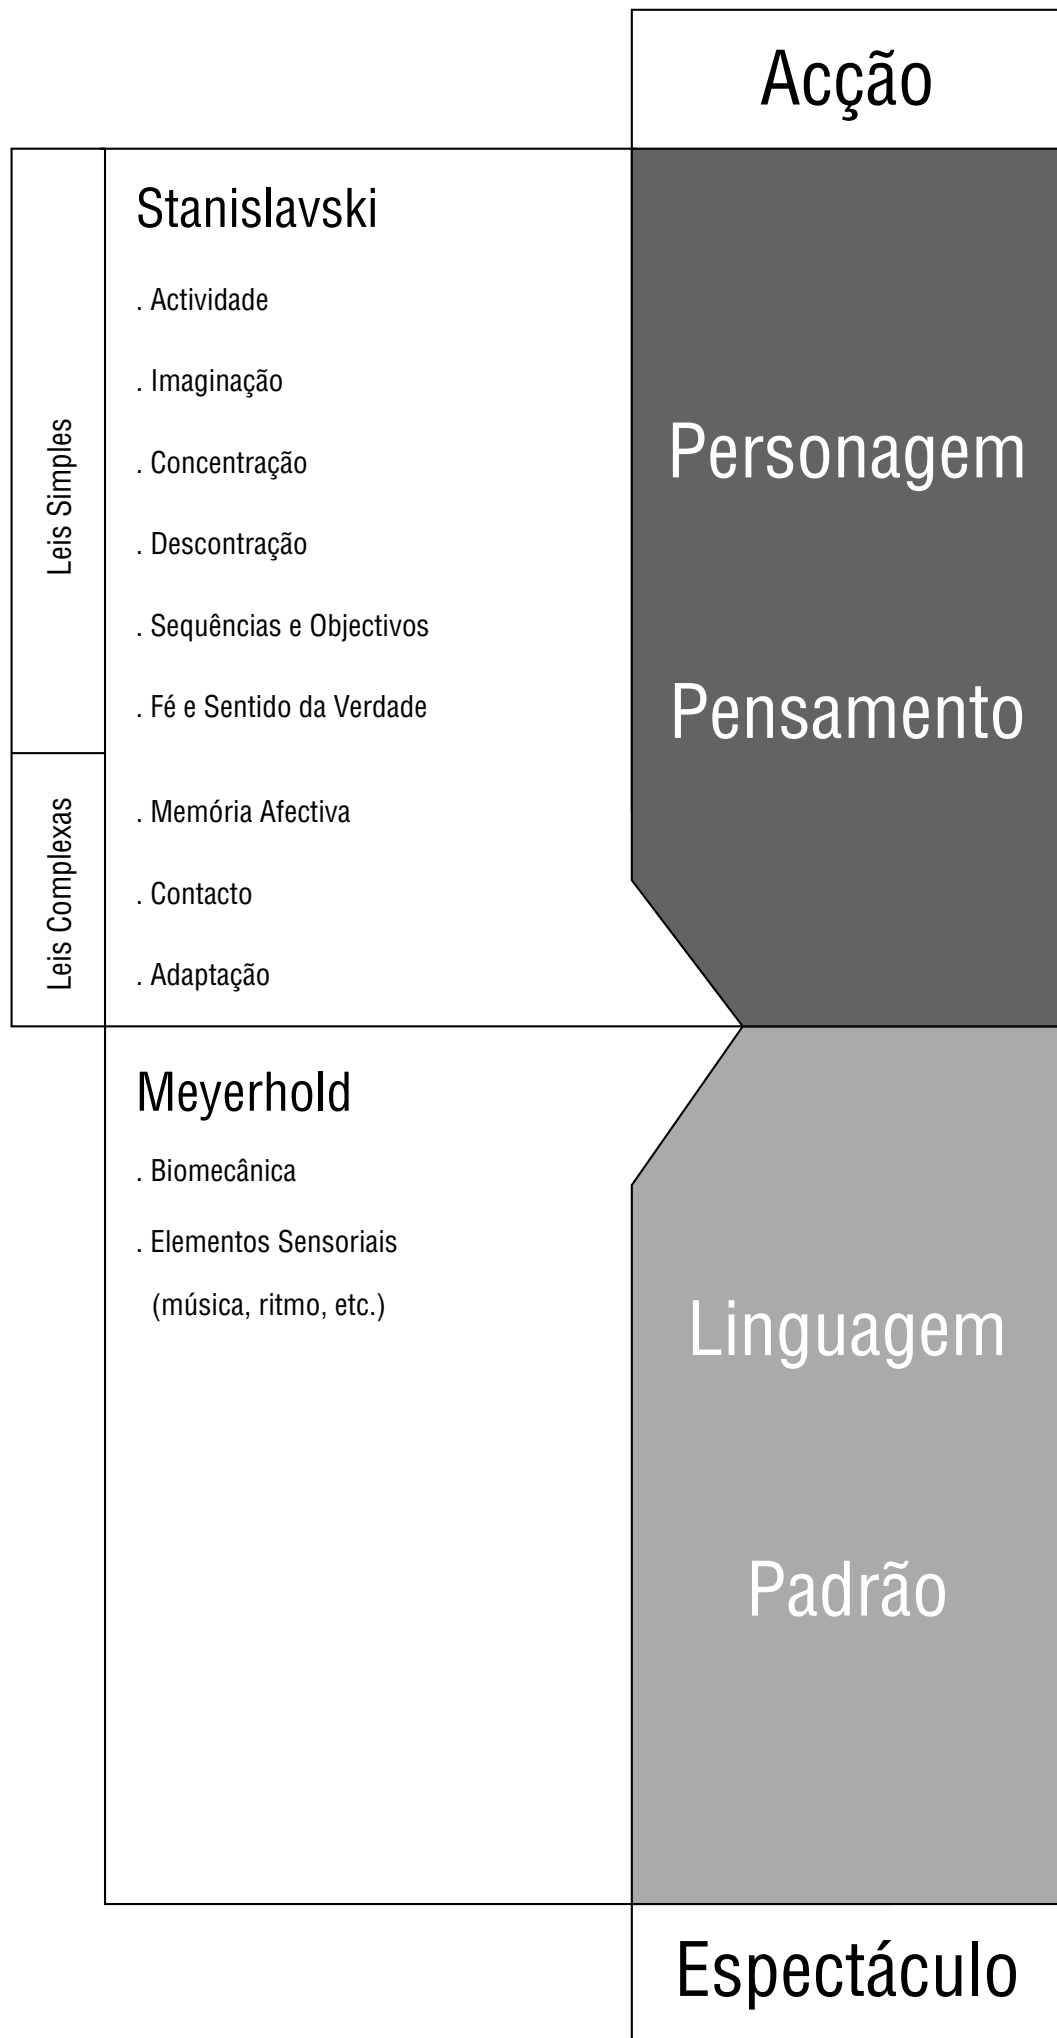 Acção
Leis Simples
Stanislavski
. Actividade
. Imaginação
. Concentração
. Descontração
. Sequências e Objectivos
. Fé e Sentido da Verdade
Personagem
Pensamento
Leis Complexas
. Memória Afectiva
. Contacto
. Adaptação
Meyerhold
. Biomecânica
. Elementos Sensoriais
(música, ritmo, etc.)
Linguagem
Padrão
Espectáculo